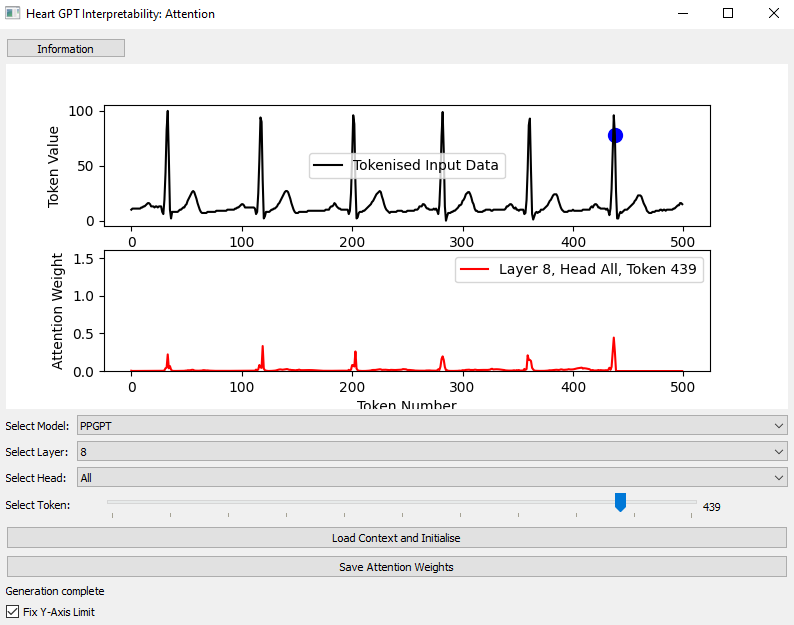 Heart GPT Interpretability: Attention
Information
100
50
0
Token Value
Tokenised Input Data
0 100 200 300 400 500
1.5
1.0
0.5
0.0
Attention Weight
Layer 8, Head All, Token 439
0 100 200 300 400 500
Token Number
Select Model: PPGPT
Select Layer: 8
Select Head: All
Select Token: 439
Load Context and Initialise
Save Attention Weights
Generation complete
Fix Y-Axis Limit